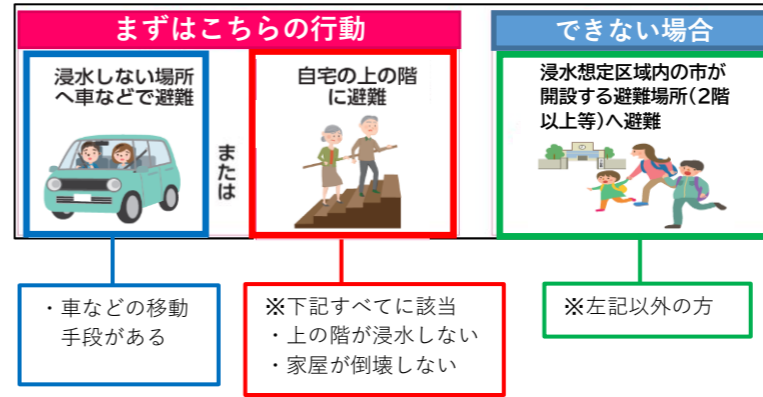 まずはこちらの行動
できない場合
浸水しない場所
へ車などで避難
または
自宅の上の階
に避難
浸水想定区域内の市が
開設する避難場所(2階
以上等)へ避難
・車などの移動
手段がある
※下記すべてに該当
・上の階が浸水しない
・家屋が倒壊しない
※左記以外の方